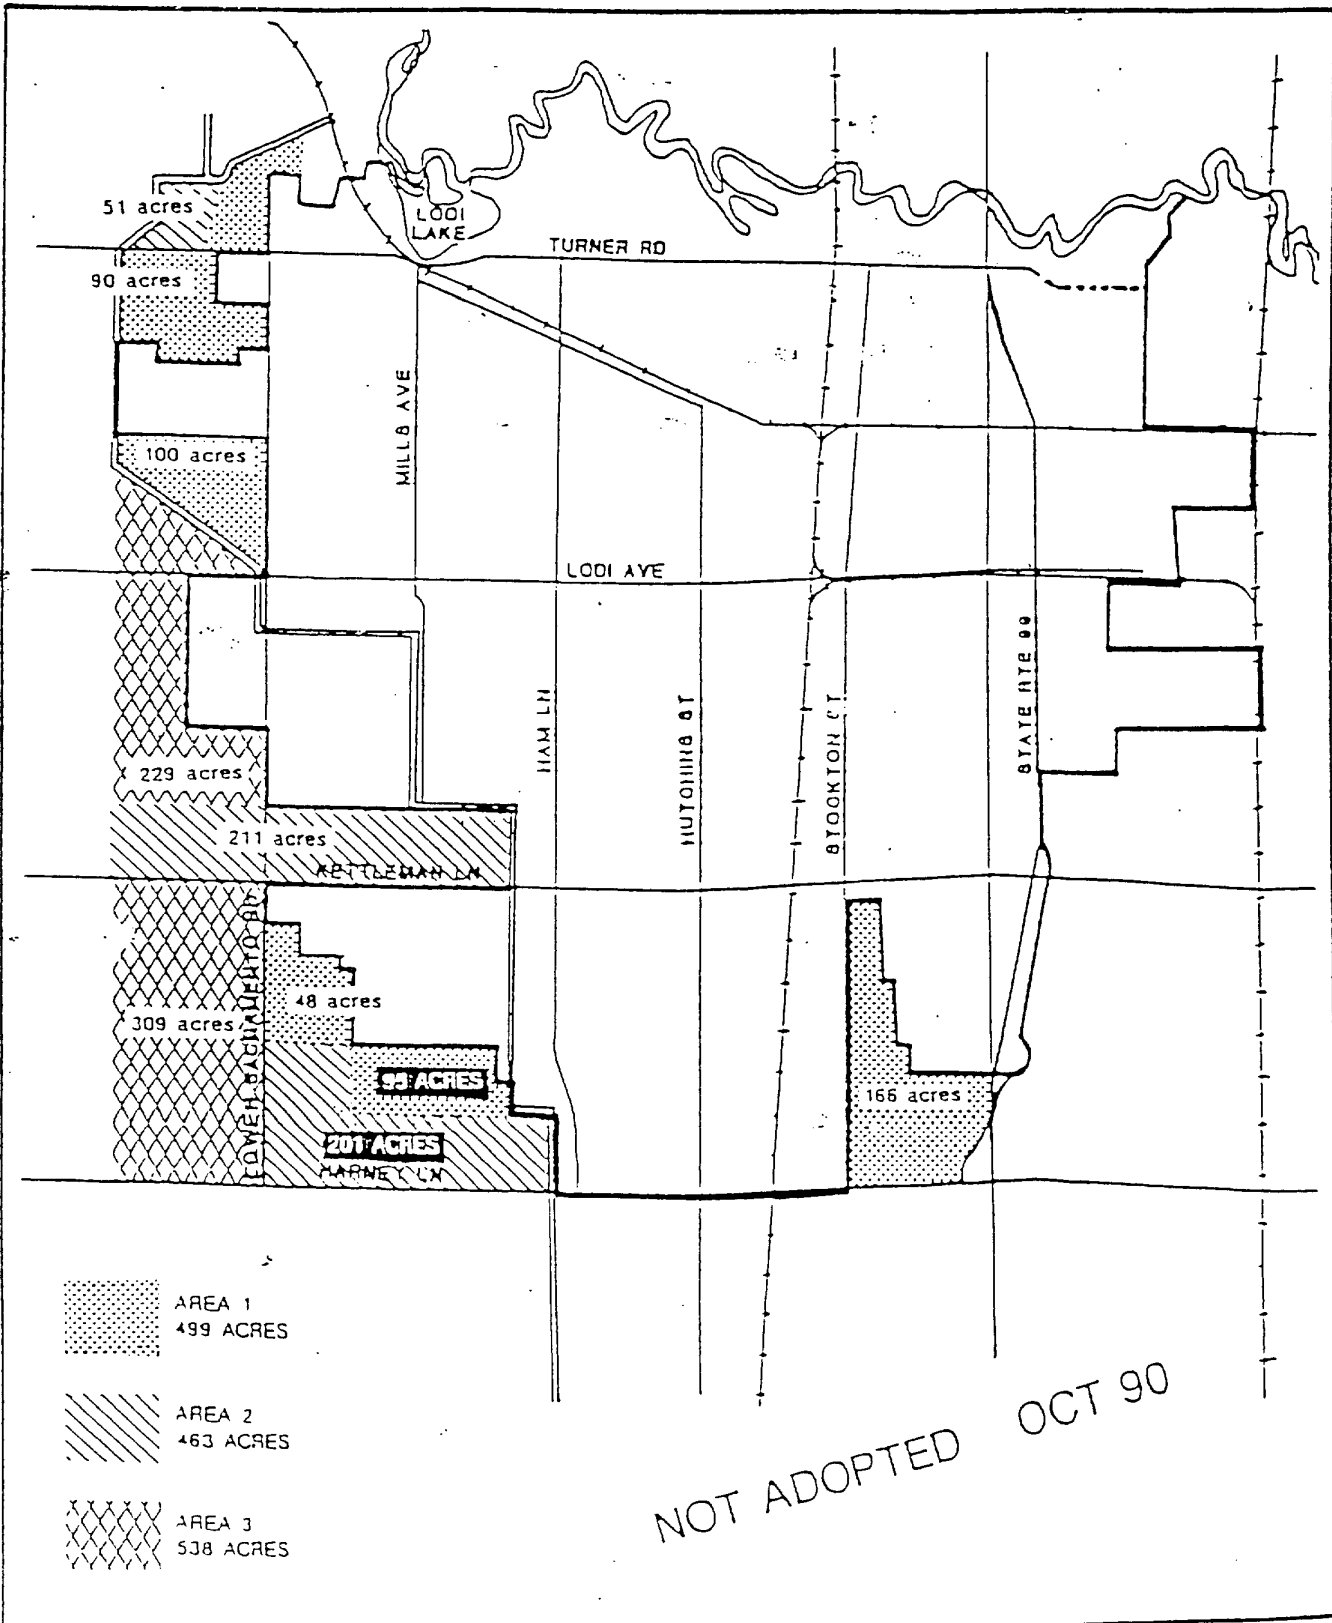 LODI
LAKE
51 acres
TURNER RD
90 acres
MILLS AVE
100 acres
LODI AVE
HAM LN
HUTCHINS ST
STOCKTON ST
STATE RTE 99
229 acres
211 acres
KETTLEMAN LN
LOWER SACRAMENTO RD
48 acres
309 acres
95 ACRES
166 acres
201 ACRES
HARNEY LN
AREA 1
499 ACRES
AREA 2
463 ACRES
AREA 3
538 ACRES
NOT ADOPTED OCT 90